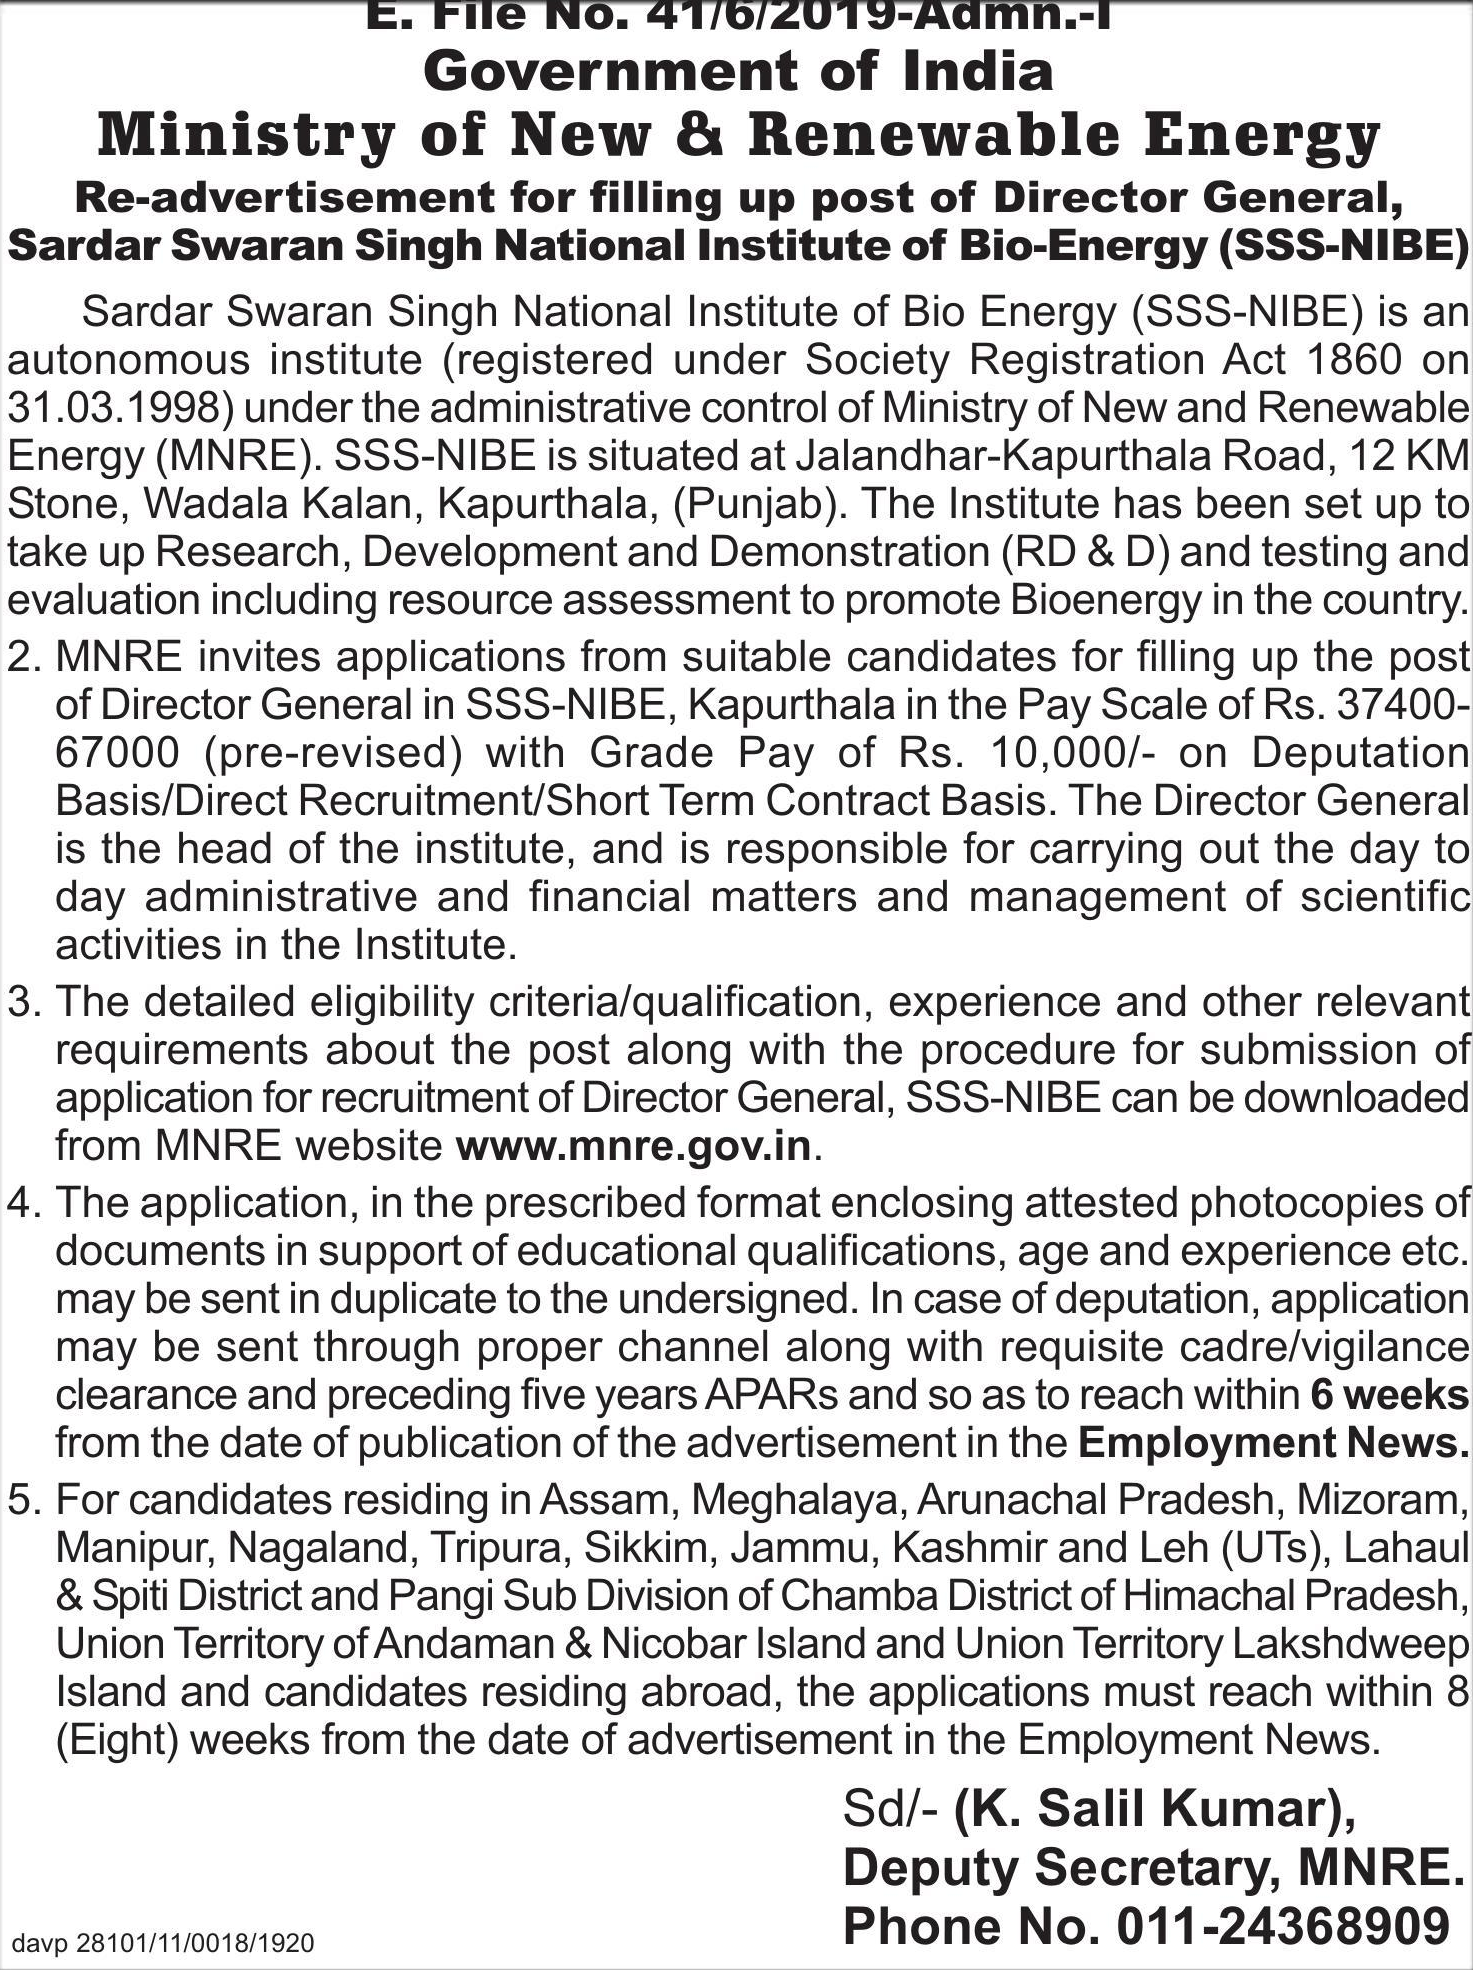 E. File No. 41/6/2019-Admn.-I
Government of India
Ministry of New & Renewable Energy
Re-advertisement for filling up post of Director General,
Sardar Swaran Singh National Institute of Bio-Energy (SSS-NIBE)
Sardar Swaran Singh National Institute of Bio Energy (SSS-NIBE) is an
autonomous institute (registered under Society Registration Act 1860 on
31.03.1998) under the administrative control of Ministry of New and Renewable
Energy (MNRE). SSS-NIBE is situated at Jalandhar-Kapurthala Road, 12 KM
Stone, Wadala Kalan, Kapurthala, (Punjab). The Institute has been set up to
take up Research, Development and Demonstration (RD & D) and testing and
evaluation including resource assessment to promote Bioenergy in the country.
2. MNRE invites applications from suitable candidates for filling up the post
of Director General in SSS-NIBE, Kapurthala in the Pay Scale of Rs. 37400-
67000 (pre-revised) with Grade Pay of Rs. 10,000/- on Deputation
Basis/Direct Recruitment/Short Term Contract Basis. The Director General
is the head of the institute, and is responsible for carrying out the day to
day administrative and financial matters and management of scientific
activities in the Institute.
3. The detailed eligibility criteria/qualification, experience and other relevant
requirements about the post along with the procedure for submission of
application for recruitment of Director General, SSS-NIBE can be downloaded
from MNRE website www.mnre.gov.in.
4. The application, in the prescribed format enclosing attested photocopies of
documents in support of educational qualifications, age and experience etc.
may be sent in duplicate to the undersigned. In case of deputation, application
may be sent through proper channel along with requisite cadre/vigilance
clearance and preceding five years APARs and so as to reach within 6 weeks
from the date of publication of the advertisement in the Employment News.
5. For candidates residing in Assam, Meghalaya, Arunachal Pradesh, Mizoram,
Manipur, Nagaland, Tripura, Sikkim, Jammu, Kashmir and Leh (UTs), Lahaul
& Spiti District and Pangi Sub Division of Chamba District of Himachal Pradesh,
Union Territory of Andaman & Nicobar Island and Union Territory Lakshdweep
Island and candidates residing abroad, the applications must reach within 8
(Eight) weeks from the date of advertisement in the Employment News.
Sd/- (K. Salil Kumar),
Deputy Secretary, MNRE.
Phone No. 011-24368909
davp 28101/11/0018/1920